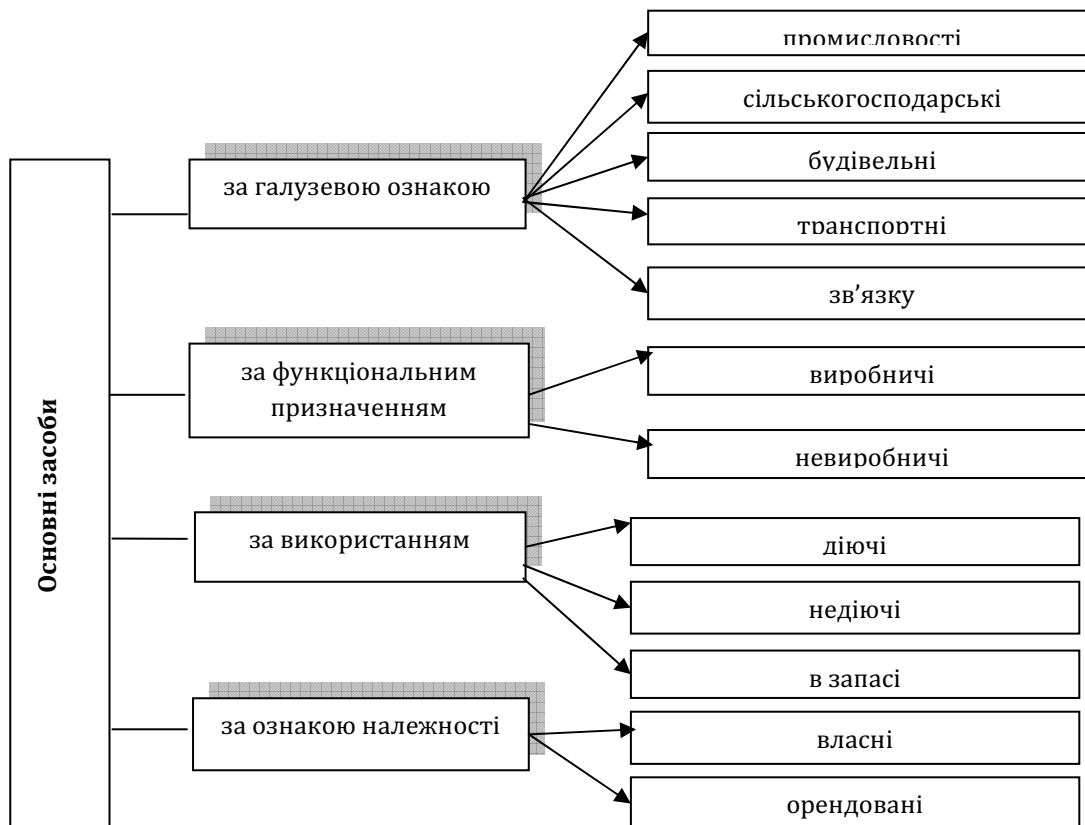 Основні засоби
за галузевою ознакою
промисловості
сільськогосподарські
будівельні
транспортні
зв’язку
за функціональним
призначенням
виробничі
невиробничі
за використанням
діючі
недіючі
в запасі
за ознакою належності
власні
орендовані